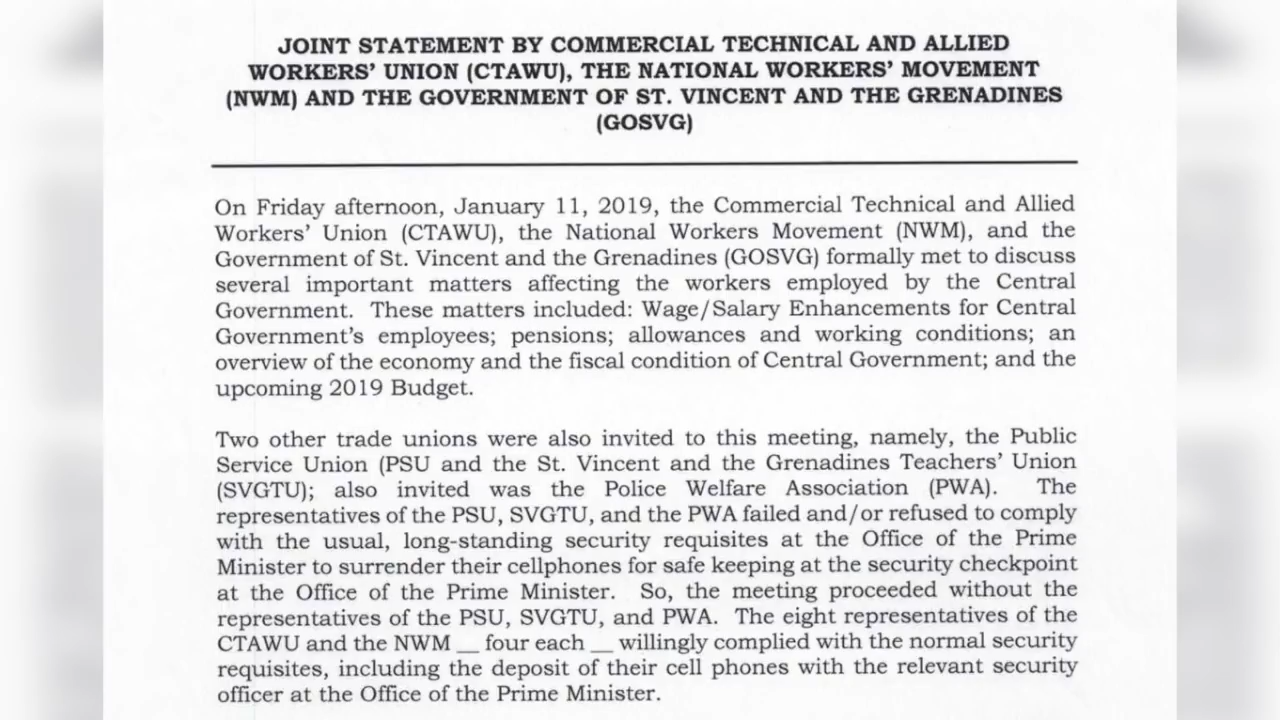 JOINT STATEMENT BY COMMERCIAL TECHNICAL AND ALLIED
WORKERS' UNION (CTAWU), THE NATIONAL WORKERS' MOVEMENT
(NWM) AND THE GOVERNMENT OF ST. VINCENT AND THE GRENADINES
(GOSVG)
On Friday afternoon, January 11, 2019, the Commercial Technical and Allied
Workers' Union (CTAWU), the National Workers Movement (NWM), and the
Government of St. Vincent and the Grenadines (GOSVG) formally met to discuss
several important matters affecting the workers employed by the Central
Government. These matters included: Wage/Salary Enhancements for Central
Government's employees; pensions; allowances and working conditions; an
overview of the economy and the fiscal condition of Central Government; and the
upcoming 2019 Budget.
Two other trade unions were also invited to this meeting, namely, the Public
Service Union (PSU and the St. Vincent and the Grenadines Teachers' Union
(SVGTU); also invited was the Police Welfare Association (PWA). The
representatives of the PSU, SVGTU, and the PWA failed and/or refused to comply
with the usual, long-standing security requisites at the Office of the Prime
Minister to surrender their cellphones for safe keeping at the security checkpoint
at the Office of the Prime Minister. So, the meeting proceeded without the
representatives of the PSU, SVGTU, and PWA. The eight representatives of the
CTAWU and the NWM __ four each __ willingly complied with the normal security
requisites, including the deposit of their cell phones with the relevant security
officer at the Office of the Prime Minister.